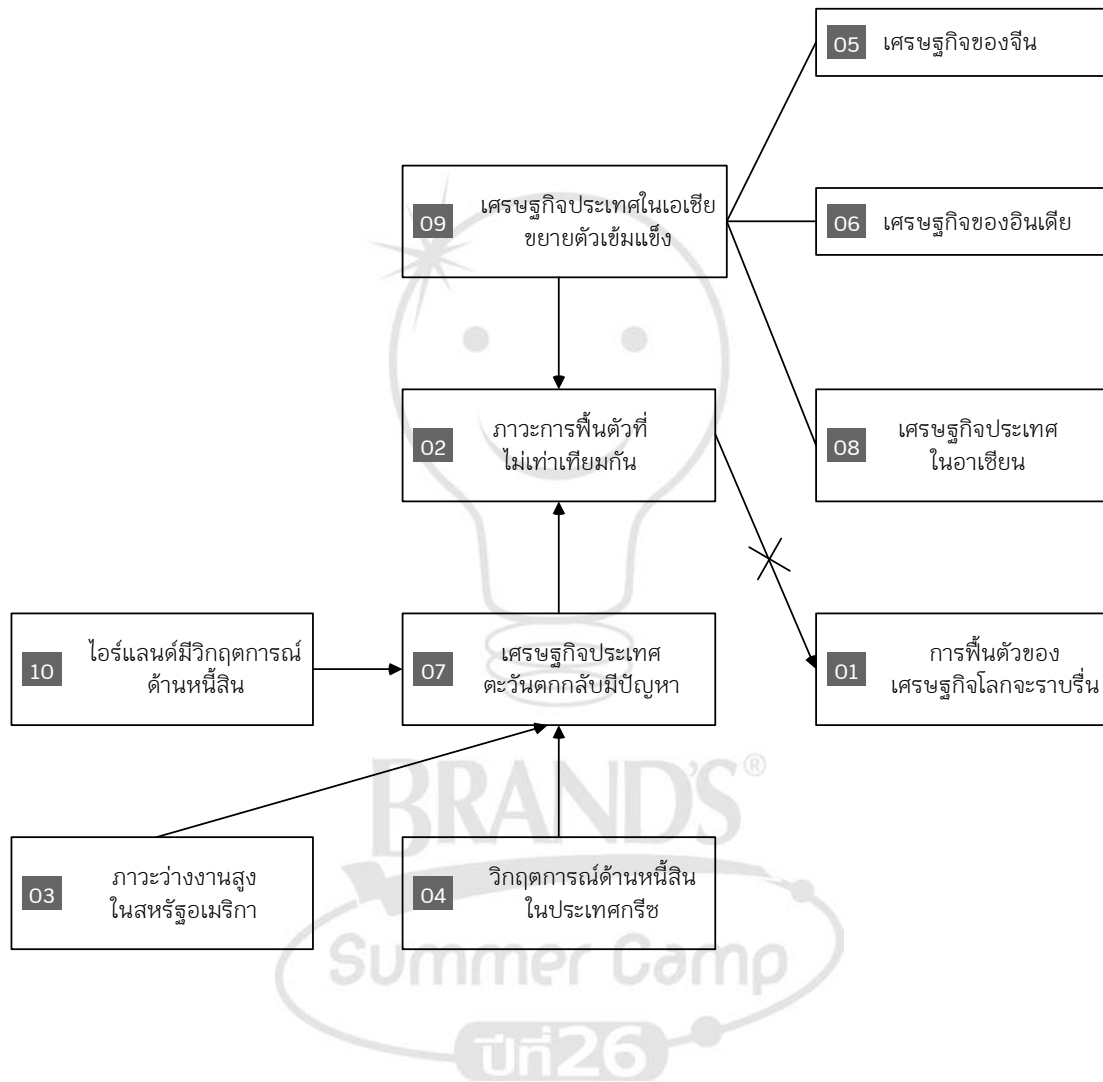 05 เศรษฐกิจของจีน
09 เศรษฐกิจประเทศในเอเชีย
ขยายตัวเข้มแข็ง
06 เศรษฐกิจของอินเดีย
02 ภาวะการฟื้นตัวที่
ไม่เท่าเทียมกัน
08 เศรษฐกิจประเทศ
ในอาเซียน
10 ไอร์แลนด์มีวิกฤตการณ์
ด้านหนี้สิน
07 เศรษฐกิจประเทศ
ตะวันตกกลับมีปัญหา
01 การฟื้นตัวของ
เศรษฐกิจโลกจะราบรื่น
03 ภาวะว่างงานสูง
ในสหรัฐอเมริกา
04 วิกฤตการณ์ด้านหนี้สิน
ในประเทศกรีซ
BRAND'S®
Summer Camp
ปีที่ 26